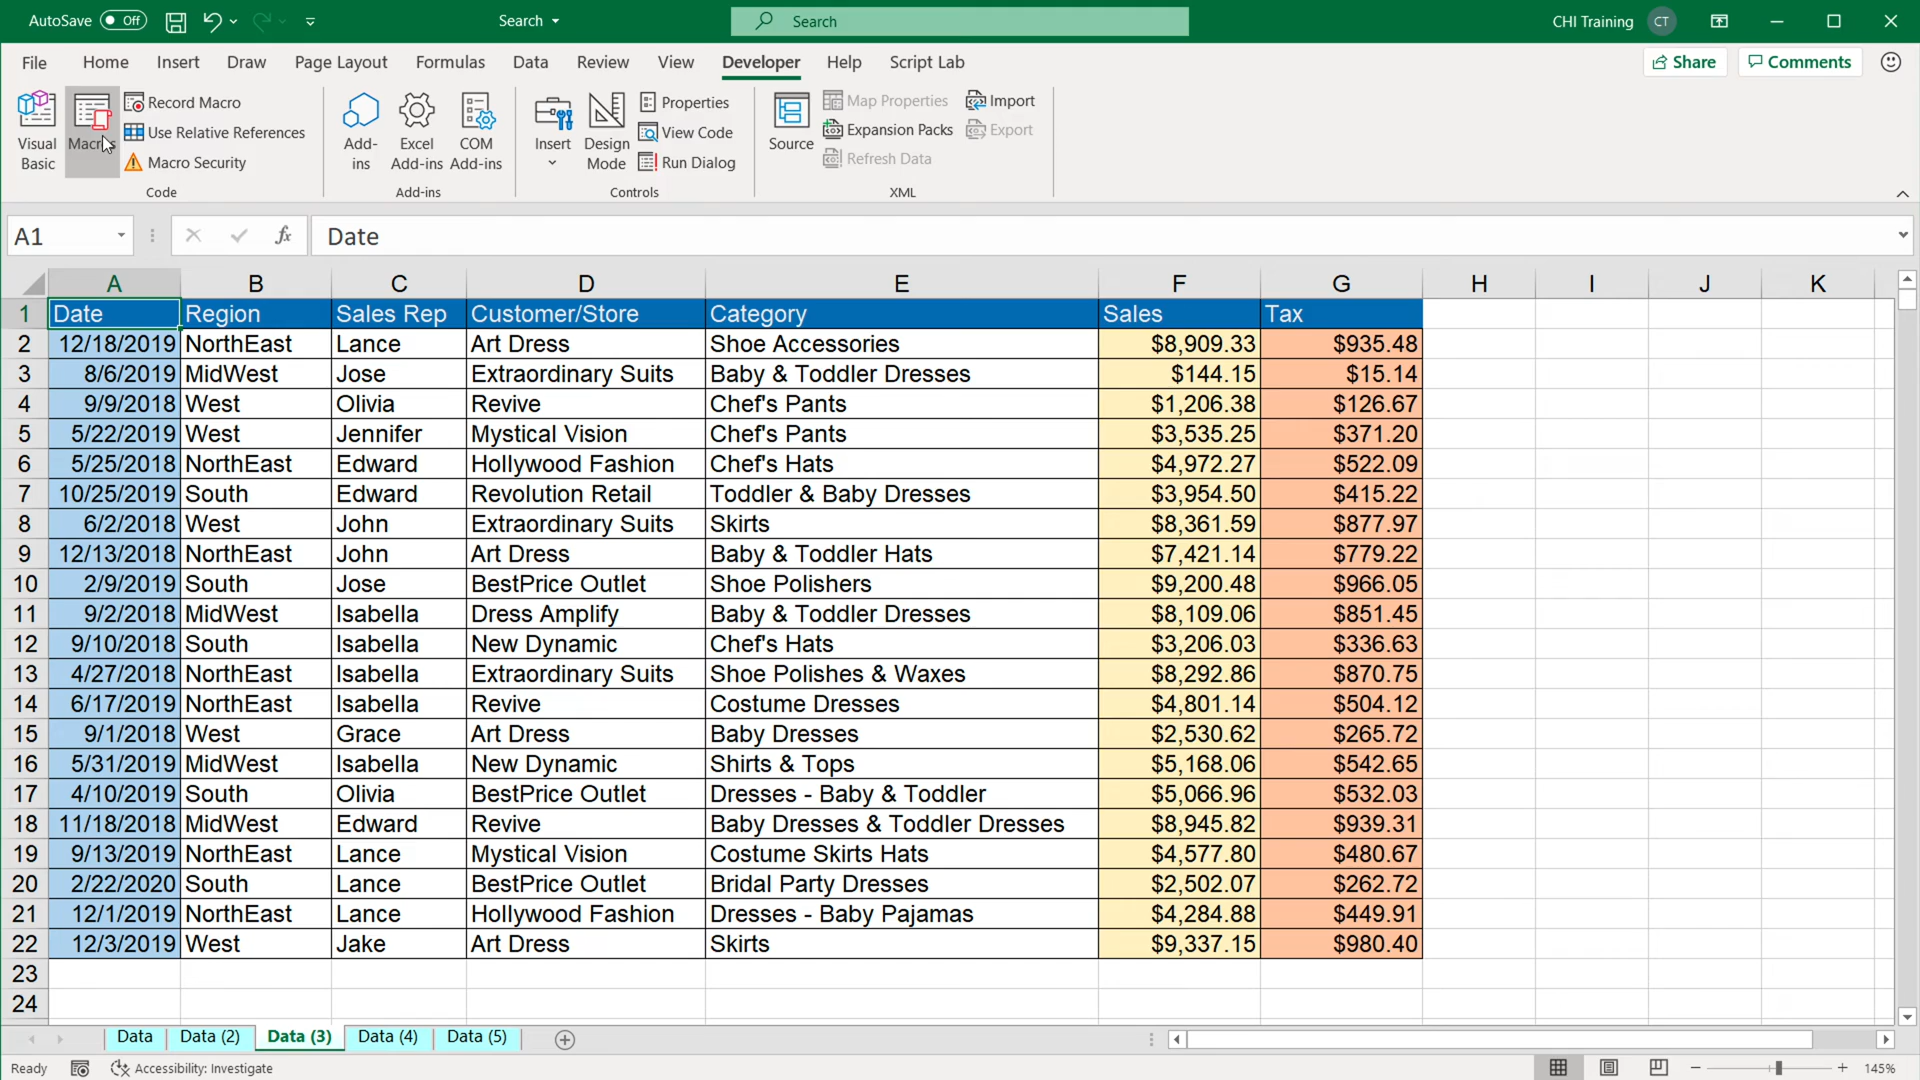 AutoSave Off Search Search CHI Training CT
File Home Insert Draw Page Layout Formulas Data Review View Developer Help Script Lab Share Comments
Visual Basic
Macros
Record Macro
Use Relative References
Macro Security
Code
Add-ins
Excel Add-ins
COM Add-ins
Add-ins
Insert
Design Mode
Properties
View Code
Run Dialog
Controls
Source
Map Properties
Expansion Packs
Refresh Data
Import
Export
XML
A1 fx Date
A B C D E F G H I J K
1 Date Region Sales Rep Customer/Store Category Sales Tax
2 12/18/2019 NorthEast Lance Art Dress Shoe Accessories $8,909.33 $935.48
3 8/6/2019 MidWest Jose Extraordinary Suits Baby & Toddler Dresses $144.15 $15.14
4 9/9/2018 West Olivia Revive Chef's Pants $1,206.38 $126.67
5 5/22/2019 West Jennifer Mystical Vision Chef's Pants $3,535.25 $371.20
6 5/25/2018 NorthEast Edward Hollywood Fashion Chef's Hats $4,972.27 $522.09
7 10/25/2019 South Edward Revolution Retail Toddler & Baby Dresses $3,954.50 $415.22
8 6/2/2018 West John Extraordinary Suits Skirts $8,361.59 $877.97
9 12/13/2018 NorthEast John Art Dress Baby & Toddler Hats $7,421.14 $779.22
10 2/9/2019 South Jose BestPrice Outlet Shoe Polishers $9,200.48 $966.05
11 9/2/2018 MidWest Isabella Dress Amplify Baby & Toddler Dresses $8,109.06 $851.45
12 9/10/2018 South Isabella New Dynamic Chef's Hats $3,206.03 $336.63
13 4/27/2018 NorthEast Isabella Extraordinary Suits Shoe Polishes & Waxes $8,292.86 $870.75
14 6/17/2019 NorthEast Isabella Revive Costume Dresses $4,801.14 $504.12
15 9/1/2018 West Grace Art Dress Baby Dresses $2,530.62 $265.72
16 5/31/2019 MidWest Isabella New Dynamic Shirts & Tops $5,168.06 $542.65
17 4/10/2019 South Olivia BestPrice Outlet Dresses - Baby & Toddler $5,066.96 $532.03
18 11/18/2018 MidWest Edward Revive Baby Dresses & Toddler Dresses $8,945.82 $939.31
19 9/13/2019 NorthEast Lance Mystical Vision Costume Skirts Hats $4,577.80 $480.67
20 2/22/2020 South Lance BestPrice Outlet Bridal Party Dresses $2,502.07 $262.72
21 12/1/2019 NorthEast Lance Hollywood Fashion Dresses - Baby Pajamas $4,284.88 $449.91
22 12/3/2019 West Jake Art Dress Skirts $9,337.15 $980.40
23
24
Data Data (2) Data (3) Data (4) Data (5)
Ready Accessibility: Investigate 145%